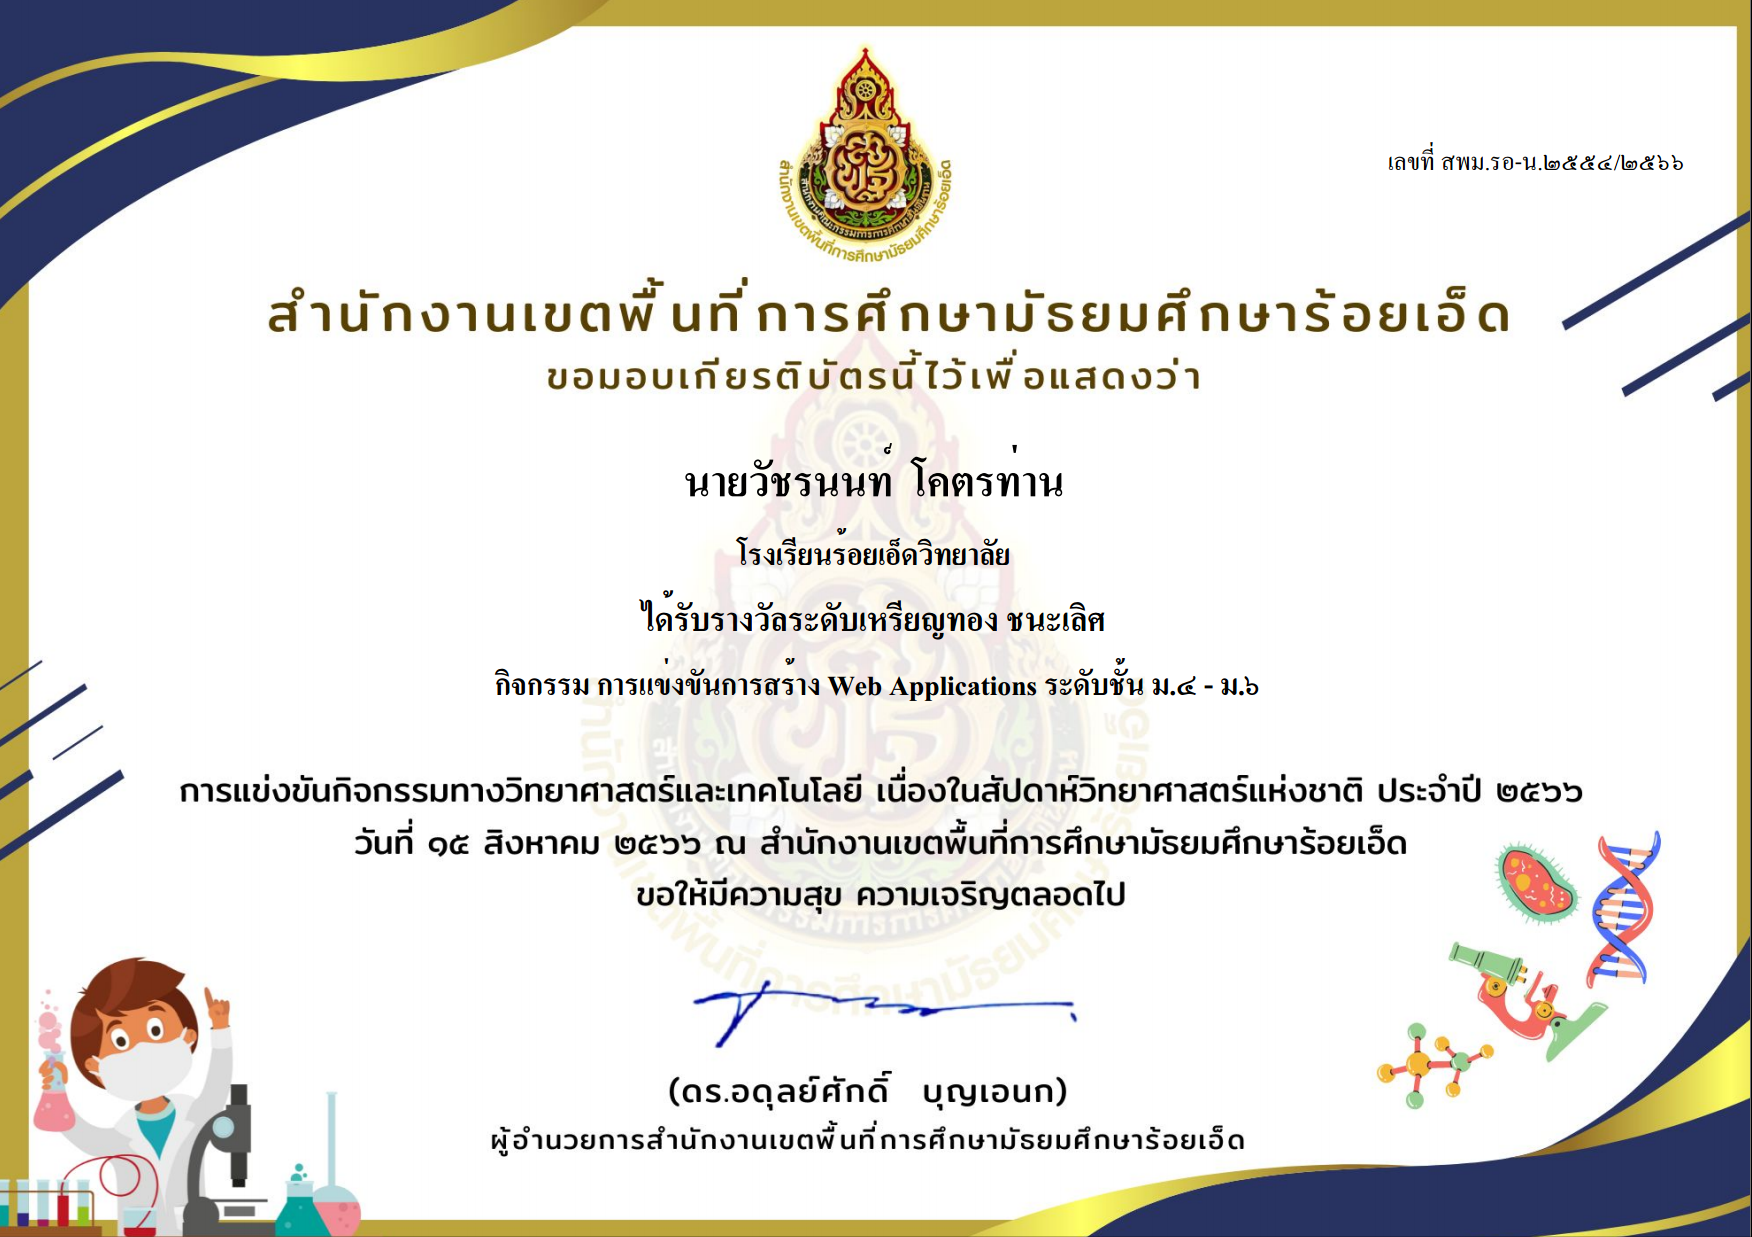 สำนักงานเขตพื้นที่การศึกษามัธยมศึกษาร้อยเอ็ด
เลขที่ สพม.รอ-น.๒๕๕๔/๒๕๖๖
สำนักงานเขตพื้นที่การศึกษามัธยมศึกษาร้อยเอ็ด
ขอมอบเกียรติบัตรนี้ไว้เพื่อแสดงว่า
นายวัชรนนท์ โคตรท่าน
โรงเรียนร้อยเอ็ดวิทยาลัย
ได้รับรางวัลระดับเหรียญทอง ชนะเลิศ
กิจกรรม การแข่งขันการสร้าง Web Applications ระดับชั้น ม.๔ - ม.๖
การแข่งขันกิจกรรมทางวิทยาศาสตร์และเทคโนโลยี เนื่องในสัปดาห์วิทยาศาสตร์แห่งชาติ ประจำปี ๒๕๖๖
วันที่ ๑๕ สิงหาคม ๒๕๖๖ ณ สำนักงานเขตพื้นที่การศึกษามัธยมศึกษาร้อยเอ็ด
ขอให้มีความสุข ความเจริญตลอดไป
(ดร.อดุลย์ศักดิ์ บุญเอนก)
ผู้อำนวยการสำนักงานเขตพื้นที่การศึกษามัธยมศึกษาร้อยเอ็ด